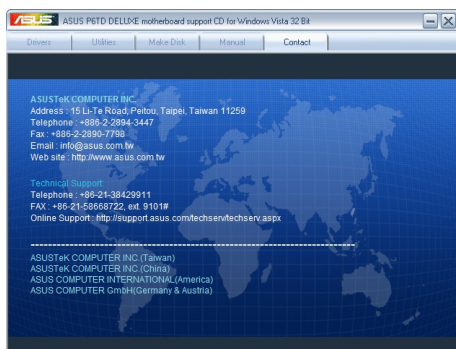 ASUS ASUS P6TD DELUXE motherboard support CD for Windows Vista 32 Bit
Drivers Utilities Make Disk Manual Contact
ASUSTeK COMPUTER INC.
Address : 15 Li-Te Road, Peitou, Taipei, Taiwan 11259
Telephone : +886-2-2894-3447
Fax : +886-2-2890-7798
Email : info@asus.com.tw
Web site : http://www.asus.com.tw
Technical Support
Telephone : +86-21-38429911
FAX : +86-21-58668722, ext. 9101#
Online Support : http://support.asus.com/techserv/techserv.aspx
ASUSTeK COMPUTER INC.(Taiwan)
ASUSTeK COMPUTER INC.(China)
ASUS COMPUTER INTERNATIONAL(America)
ASUS COMPUTER GmbH(Germany & Austria)